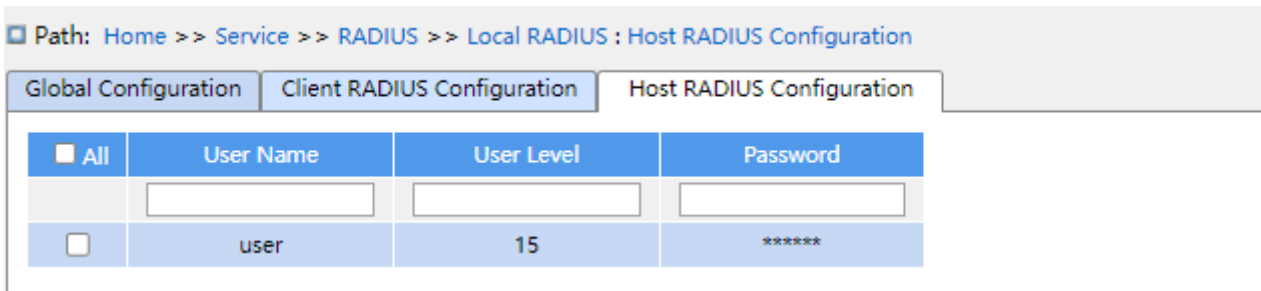 Path: Home >> Service >> RADIUS >> Local RADIUS : Host RADIUS Configuration
Global Configuration Client RADIUS Configuration Host RADIUS Configuration
All User Name User Level Password
user 15 ******